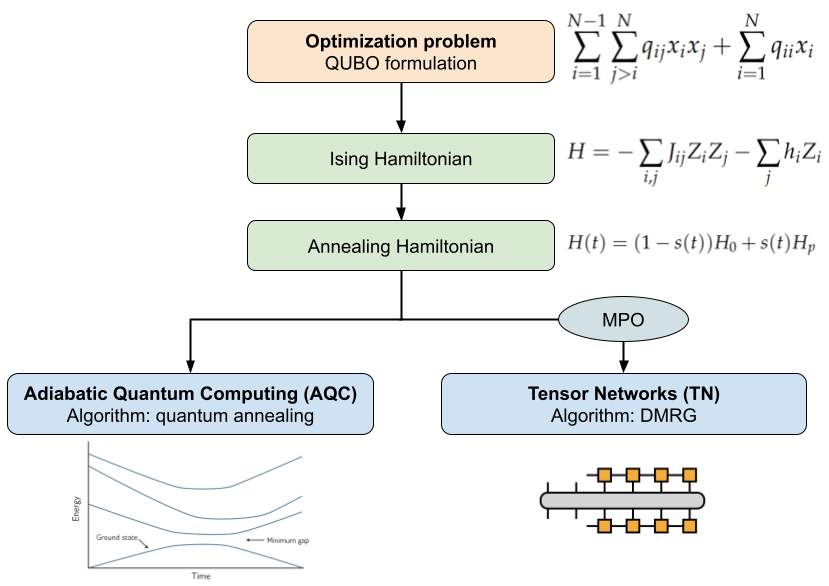 Optimization problem
QUBO formulation
\sum_{i=1}^{N-1} \sum_{j>i}^{N} q_{ij} x_i x_j + \sum_{i=1}^{N} q_{ii} x_i
Ising Hamiltonian
H = -\sum_{i,j} J_{ij} Z_i Z_j - \sum_{j} h_i Z_i
Annealing Hamiltonian
H(t) = (1 - s(t))H_0 + s(t)H_p
MPO
Adiabatic Quantum Computing (AQC)
Algorithm: quantum annealing
Tensor Networks (TN)
Algorithm: DMRG
Energy
Ground state
Minimum gap
Time